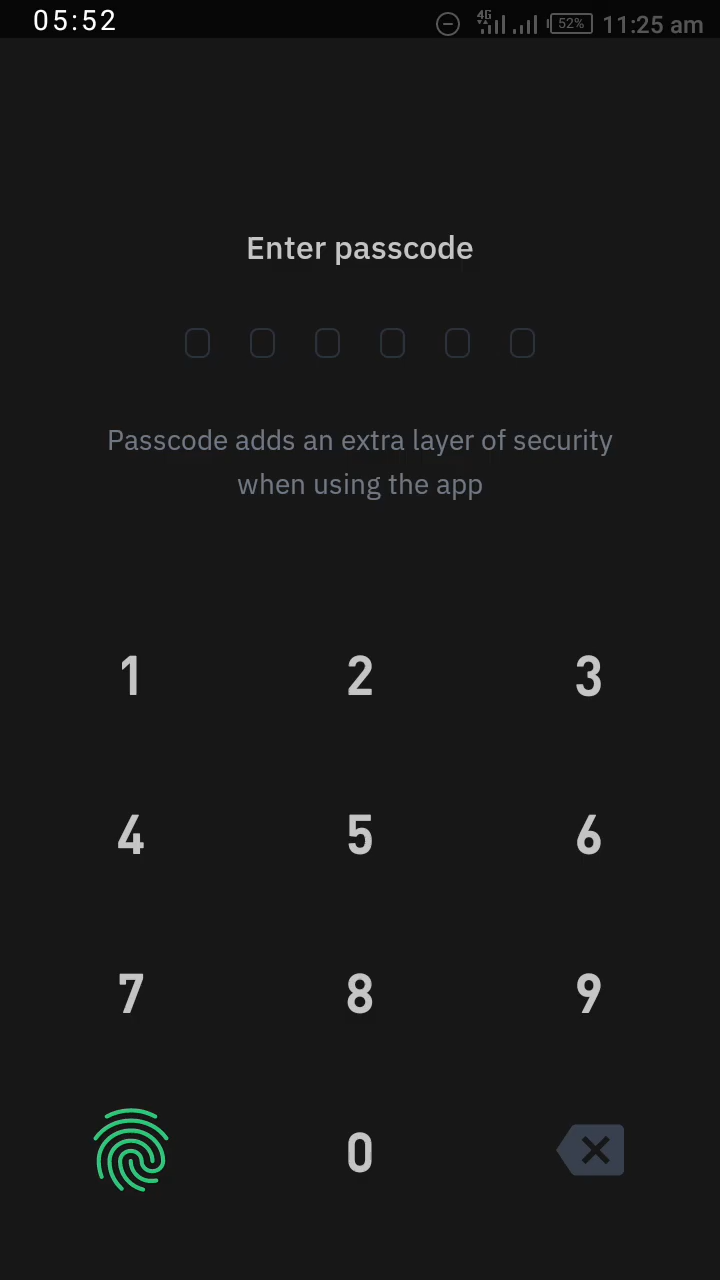 05:52 4G 52% 11:25 am
Enter passcode
Passcode adds an extra layer of security
when using the app
1 2 3
4 5 6
7 8 9
0